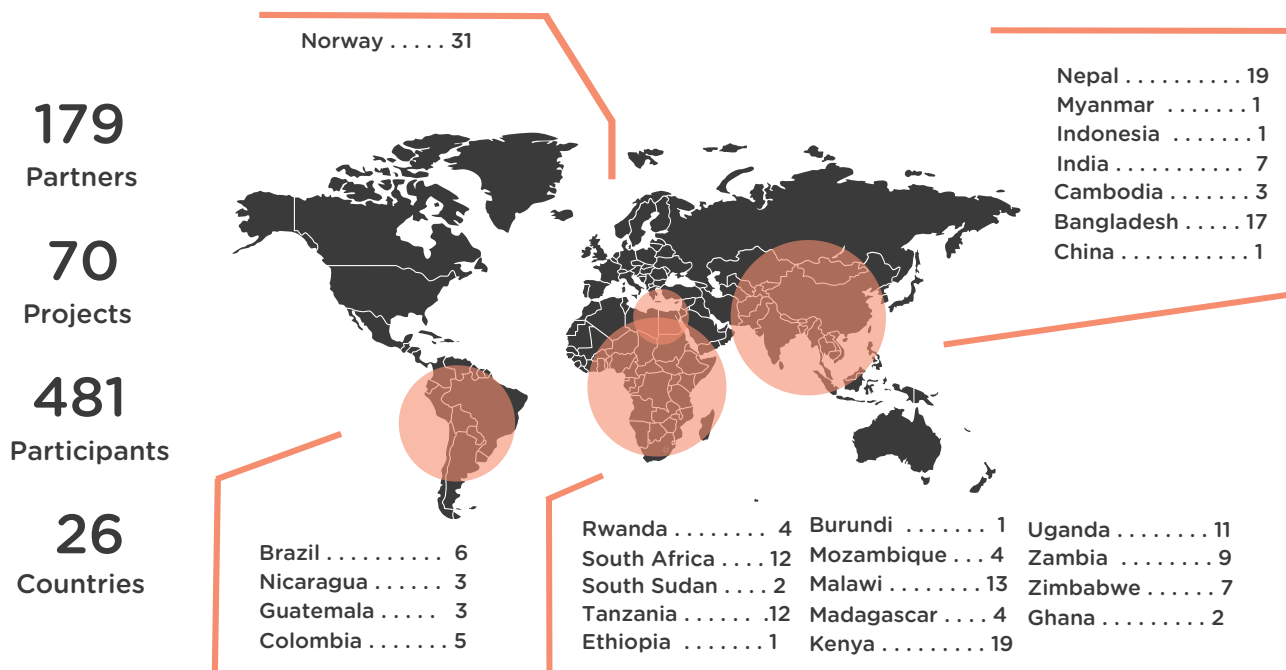 179
Partners
70
Projects
481
Participants
26
Countries
Norway . . . . . 31
Nepal . . . . . . . . . . 19
Myanmar . . . . . . . 1
Indonesia . . . . . . . 1
India . . . . . . . . . . . 7
Cambodia . . . . . . . 3
Bangladesh . . . . . 17
China . . . . . . . . . . . 1
Brazil . . . . . . . . . . 6
Nicaragua . . . . . . 3
Guatemala . . . . . 3
Colombia . . . . . . . 5
Rwanda . . . . . . . . 4
South Africa . . . . 12
South Sudan . . . . 2
Tanzania . . . . . . .12
Ethiopia . . . . . . . 1
Burundi . . . . . . . 1
Mozambique . . . 4
Malawi . . . . . . . . 13
Madagascar . . . . 4
Kenya . . . . . . . . . 19
Uganda . . . . . . . . 11
Zambia . . . . . . . . 9
Zimbabwe . . . . . . 7
Ghana . . . . . . . . . 2